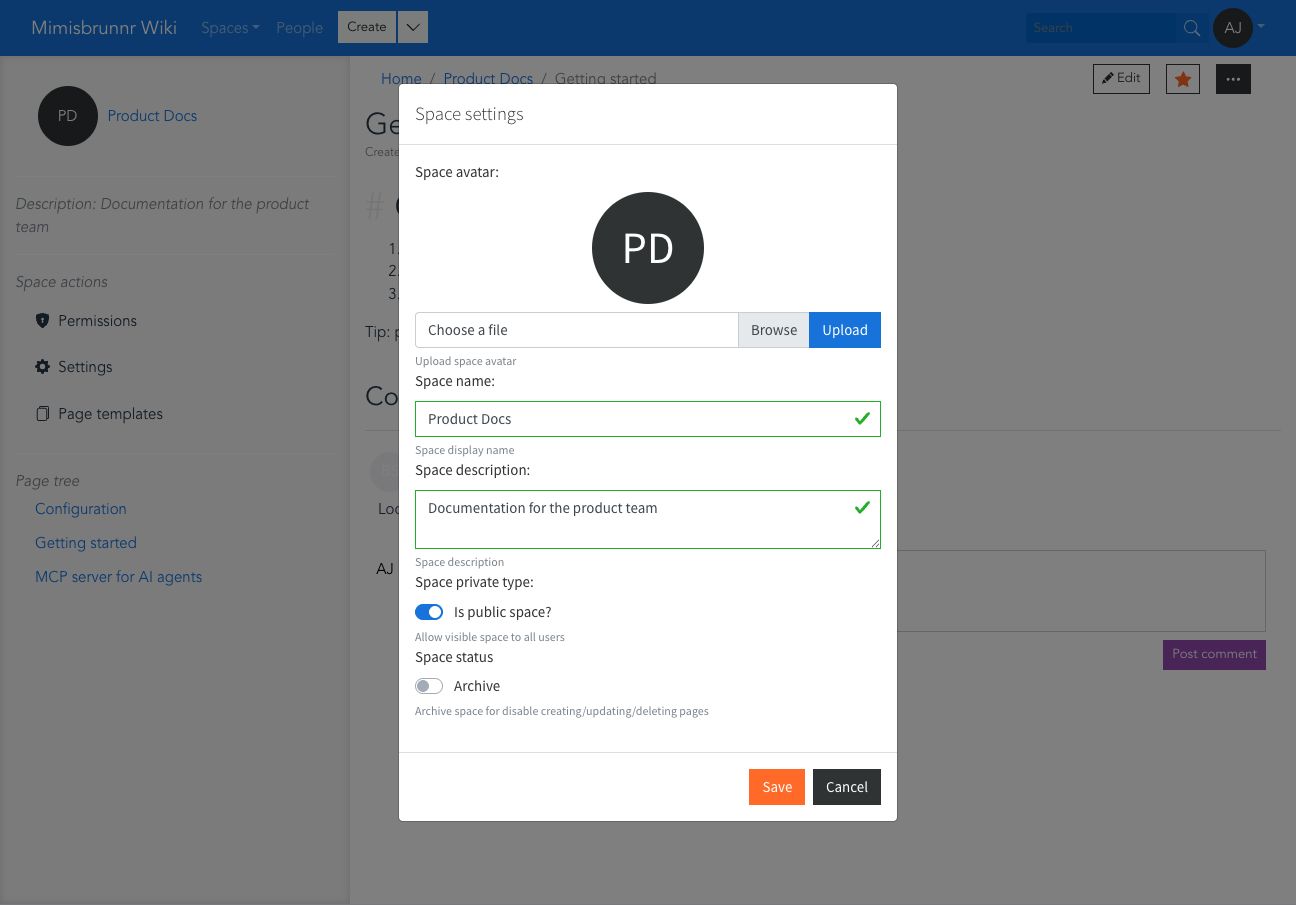 Mimisbrunnr Wiki Spaces People Create Search AJ
Home / Product Docs / Getting started
Edit
PD Product Docs
Ge
Create
Description: Documentation for the product
team
#
1.
2.
3.
Space actions
Permissions
Settings
Page templates
Tip:
Co
Page tree
Configuration
Getting started
MCP server for AI agents
AJ
Post comment
Space settings
Space avatar:
PD
Choose a file Browse Upload
Upload space avatar
Space name:
Product Docs
Space display name
Space description:
Documentation for the product team
Space description
Space private type:
Is public space?
Allow visible space to all users
Space status
Archive
Archive space for disable creating/updating/deleting pages
Save Cancel